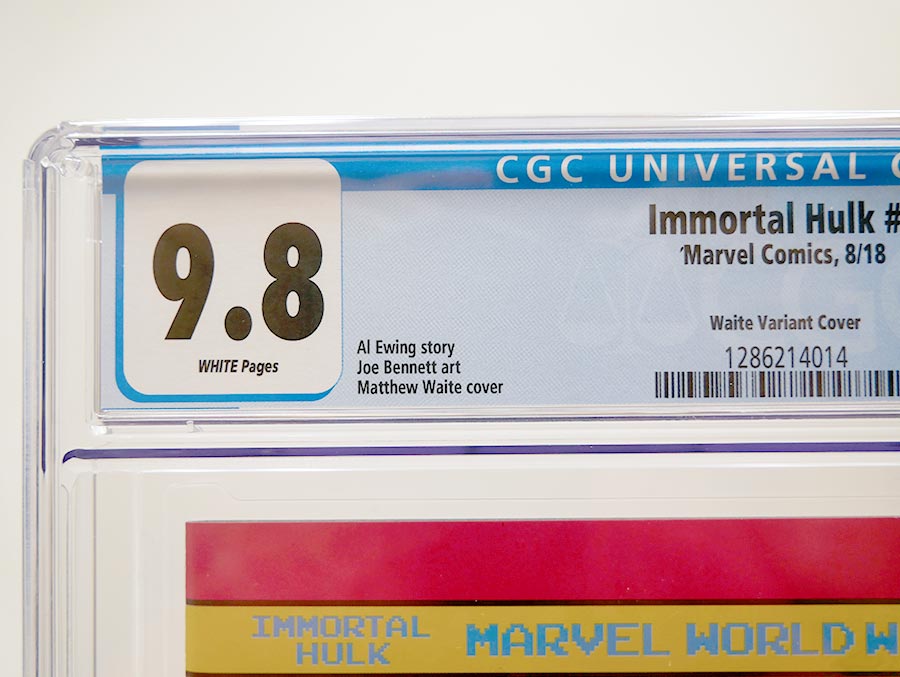 CGC UNIVERSAL
9.8
WHITE Pages
Immortal Hulk #
Marvel Comics, 8/18
Waite Variant Cover
1286214014
Al Ewing story
Joe Bennett art
Matthew Waite cover
IMMORTAL
HULK
MARVEL WORLD W